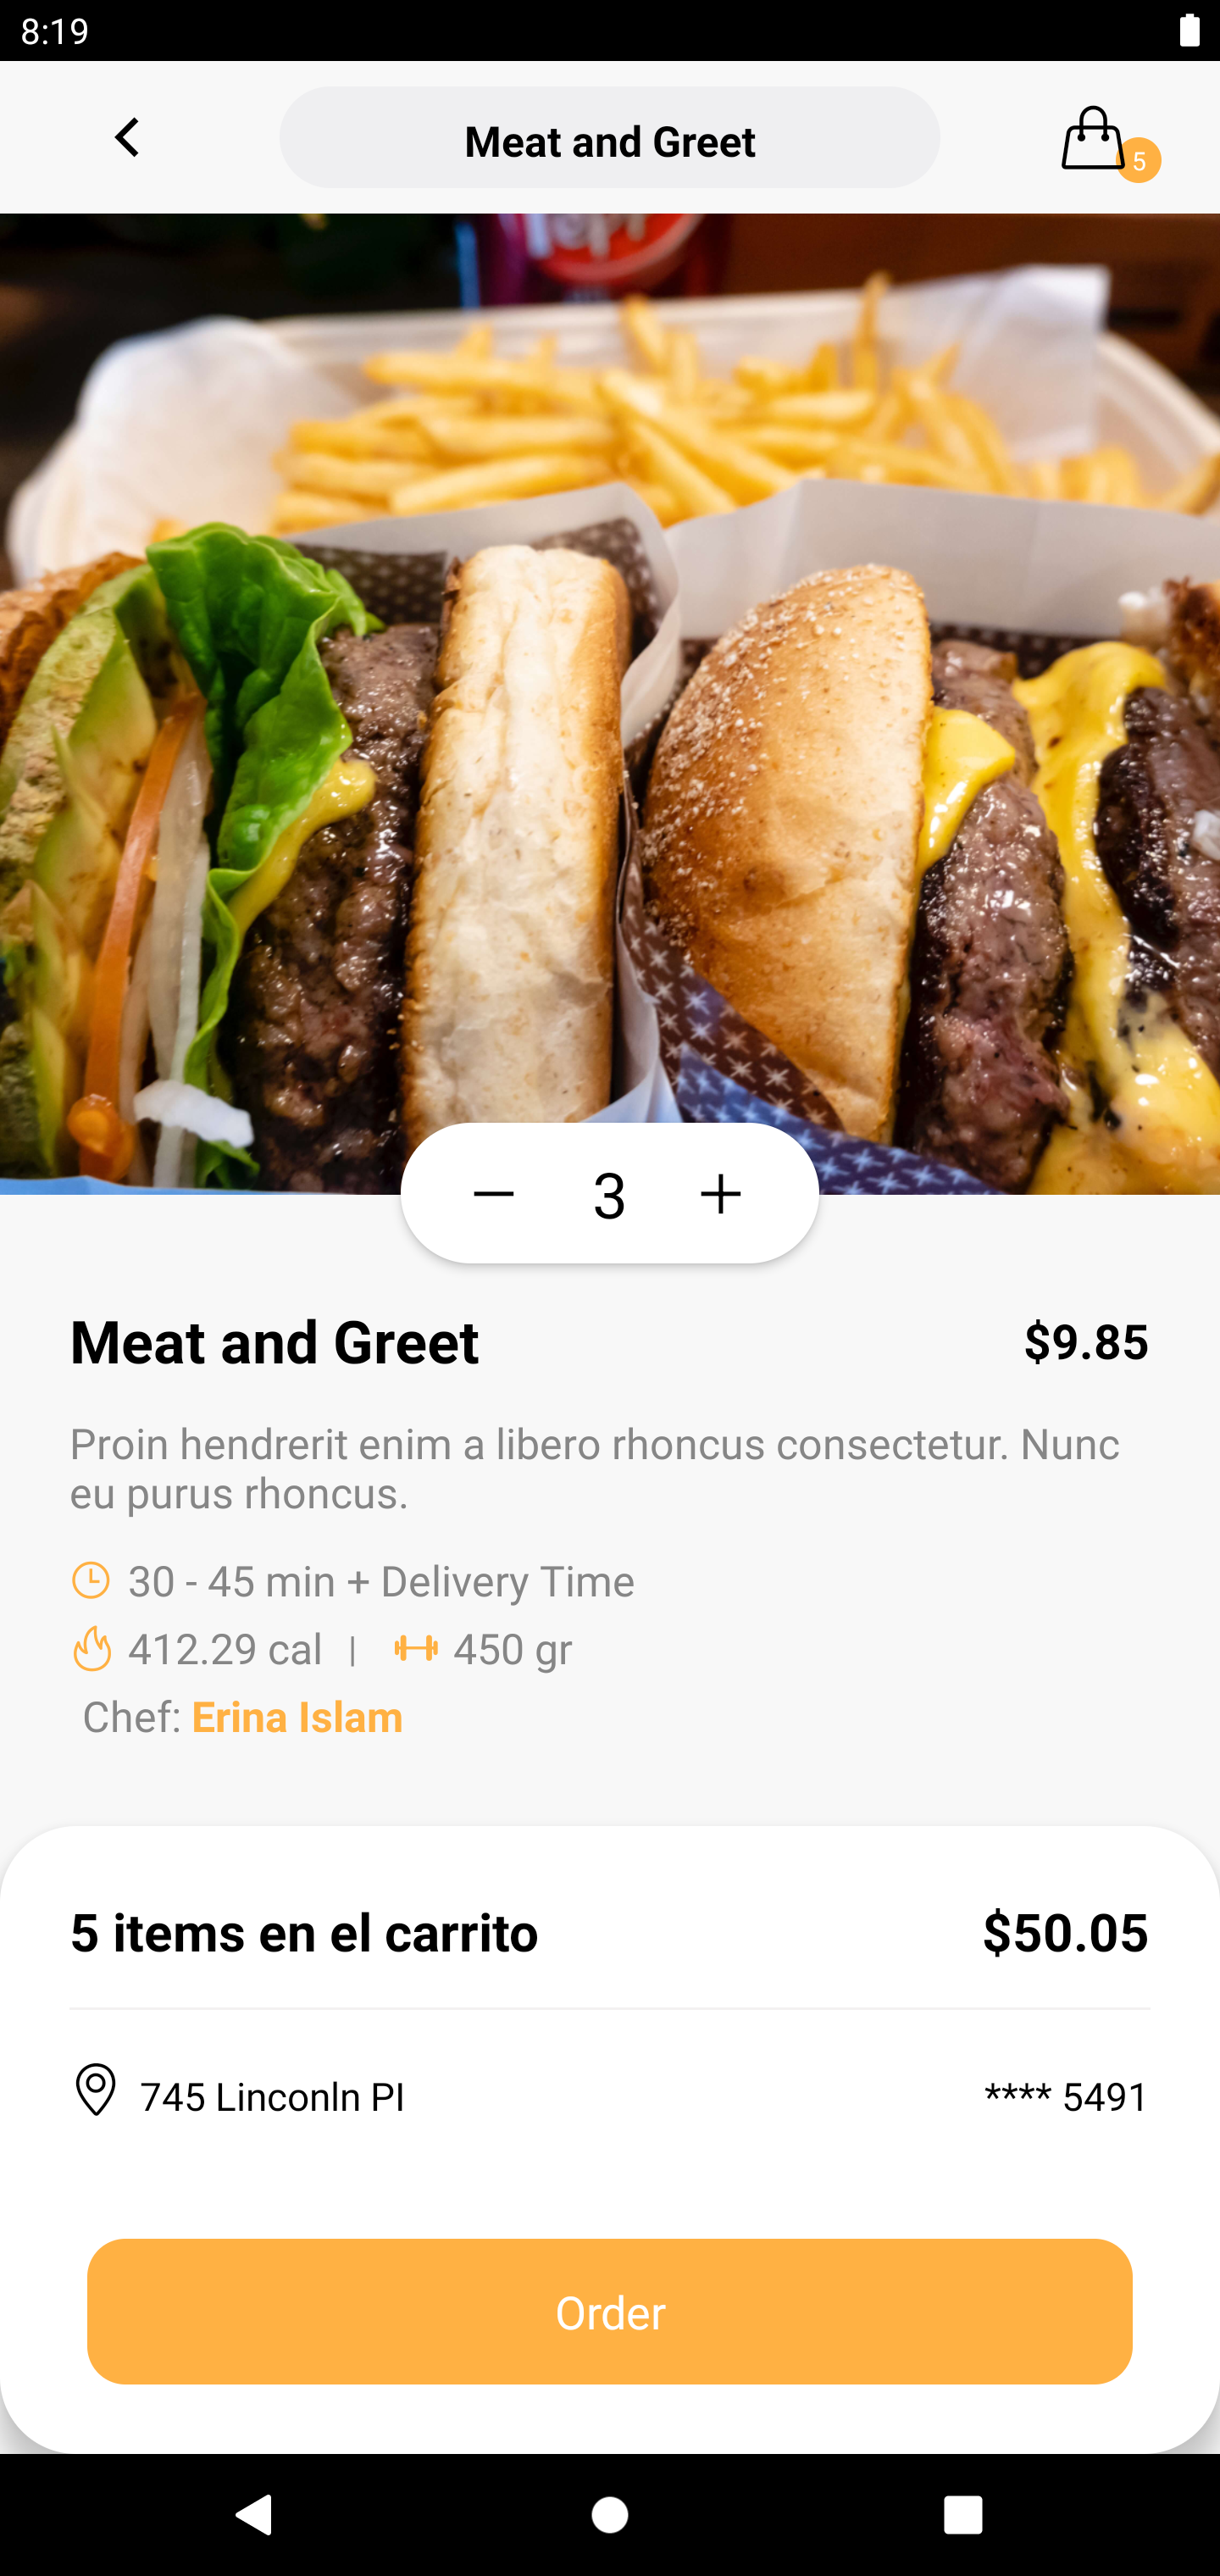 8:19
Meat and Greet
5
3
Meat and Greet
$9.85
Proin hendrerit enim a libero rhoncus consectetur. Nunc
eu purus rhoncus.
30 - 45 min + Delivery Time
412.29 cal | 450 gr
Chef: Erina Islam
5 items en el carrito
$50.05
745 Linconln Pl
**** 5491
Order